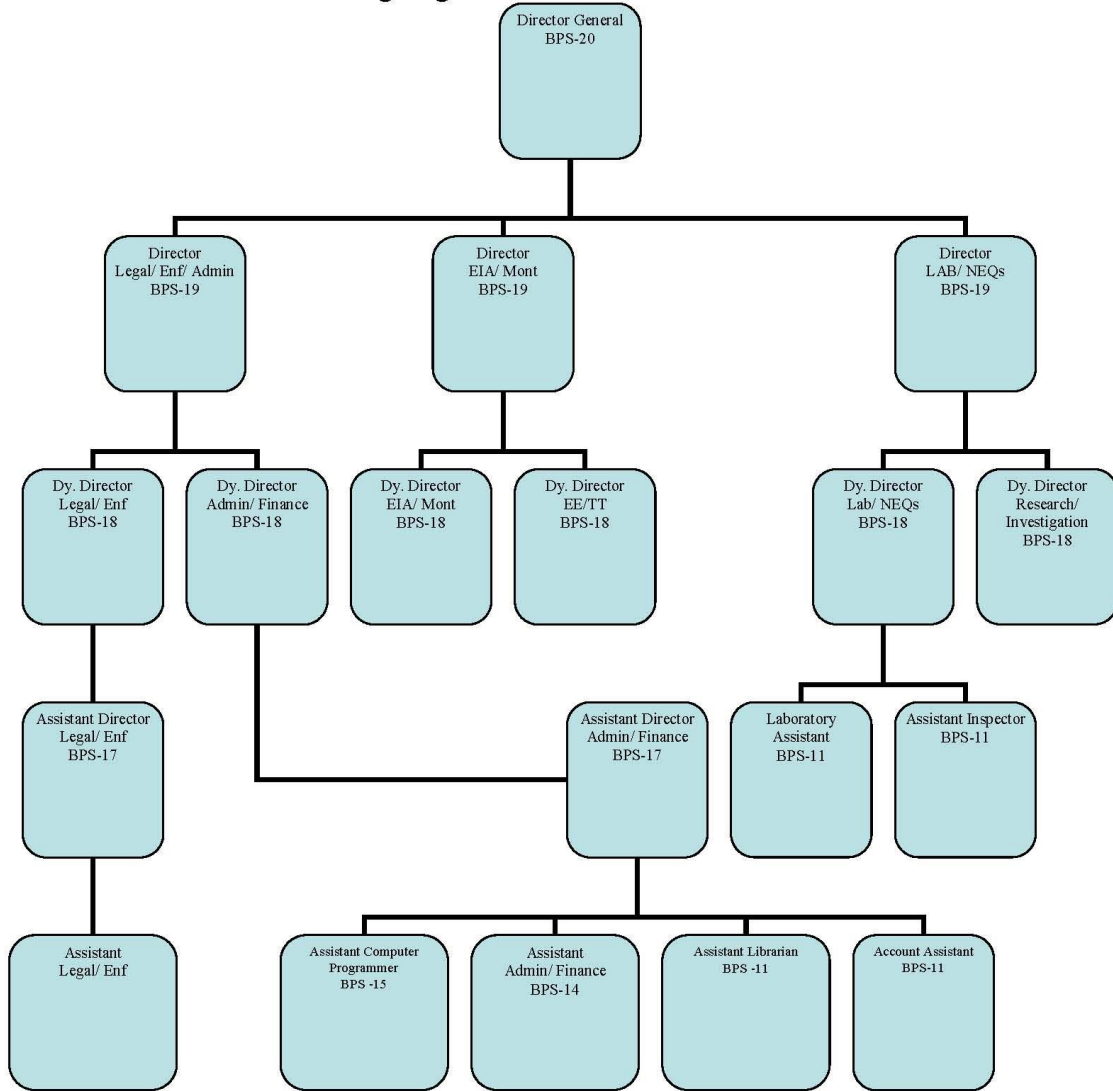 Director General
BPS-20
Director
Legal/ Enf/ Admin
BPS-19
Director
EIA/ Mont
BPS-19
Director
LAB/ NEQs
BPS-19
Dy. Director
Legal/ Enf
BPS-18
Dy. Director
Admin/ Finance
BPS-18
Dy. Director
EIA/ Mont
BPS-18
Dy. Director
EE/TT
BPS-18
Dy. Director
Lab/ NEQs
BPS-18
Dy. Director
Research/
Investigation
BPS-18
Assistant Director
Legal/ Enf
BPS-17
Assistant Director
Admin/ Finance
BPS-17
Laboratory
Assistant
BPS-11
Assistant Inspector
BPS-11
Assistant
Legal/ Enf
Assistant Computer
Programmer
BPS -15
Assistant
Admin/ Finance
BPS-14
Assistant Librarian
BPS -11
Account Assistant
BPS-11